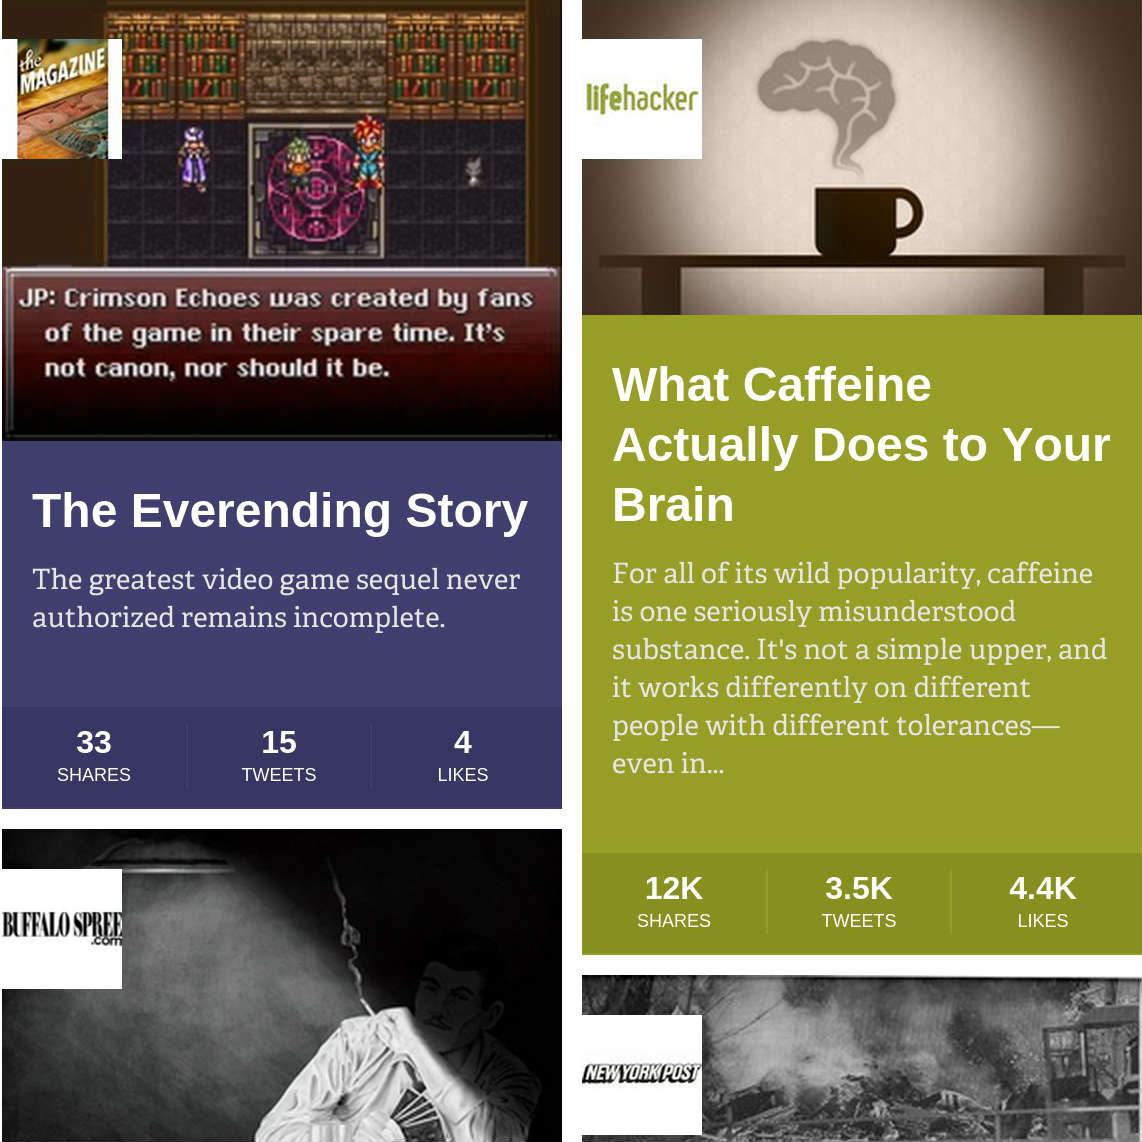 the
MAGAZINE
JP: Crimson Echoes was created by fans
of the game in their spare time. It's
not canon, nor should it be.
The Everending Story
The greatest video game sequel never
authorized remains incomplete.
33
SHARES
15
TWEETS
4
LIKES
BUFFALO SPREE
.com
lifehacker
What Caffeine
Actually Does to Your
Brain
For all of its wild popularity, caffeine
is one seriously misunderstood
substance. It's not a simple upper, and
it works differently on different
people with different tolerances—
even in...
12K
SHARES
3.5K
TWEETS
4.4K
LIKES
NEW YORK POST